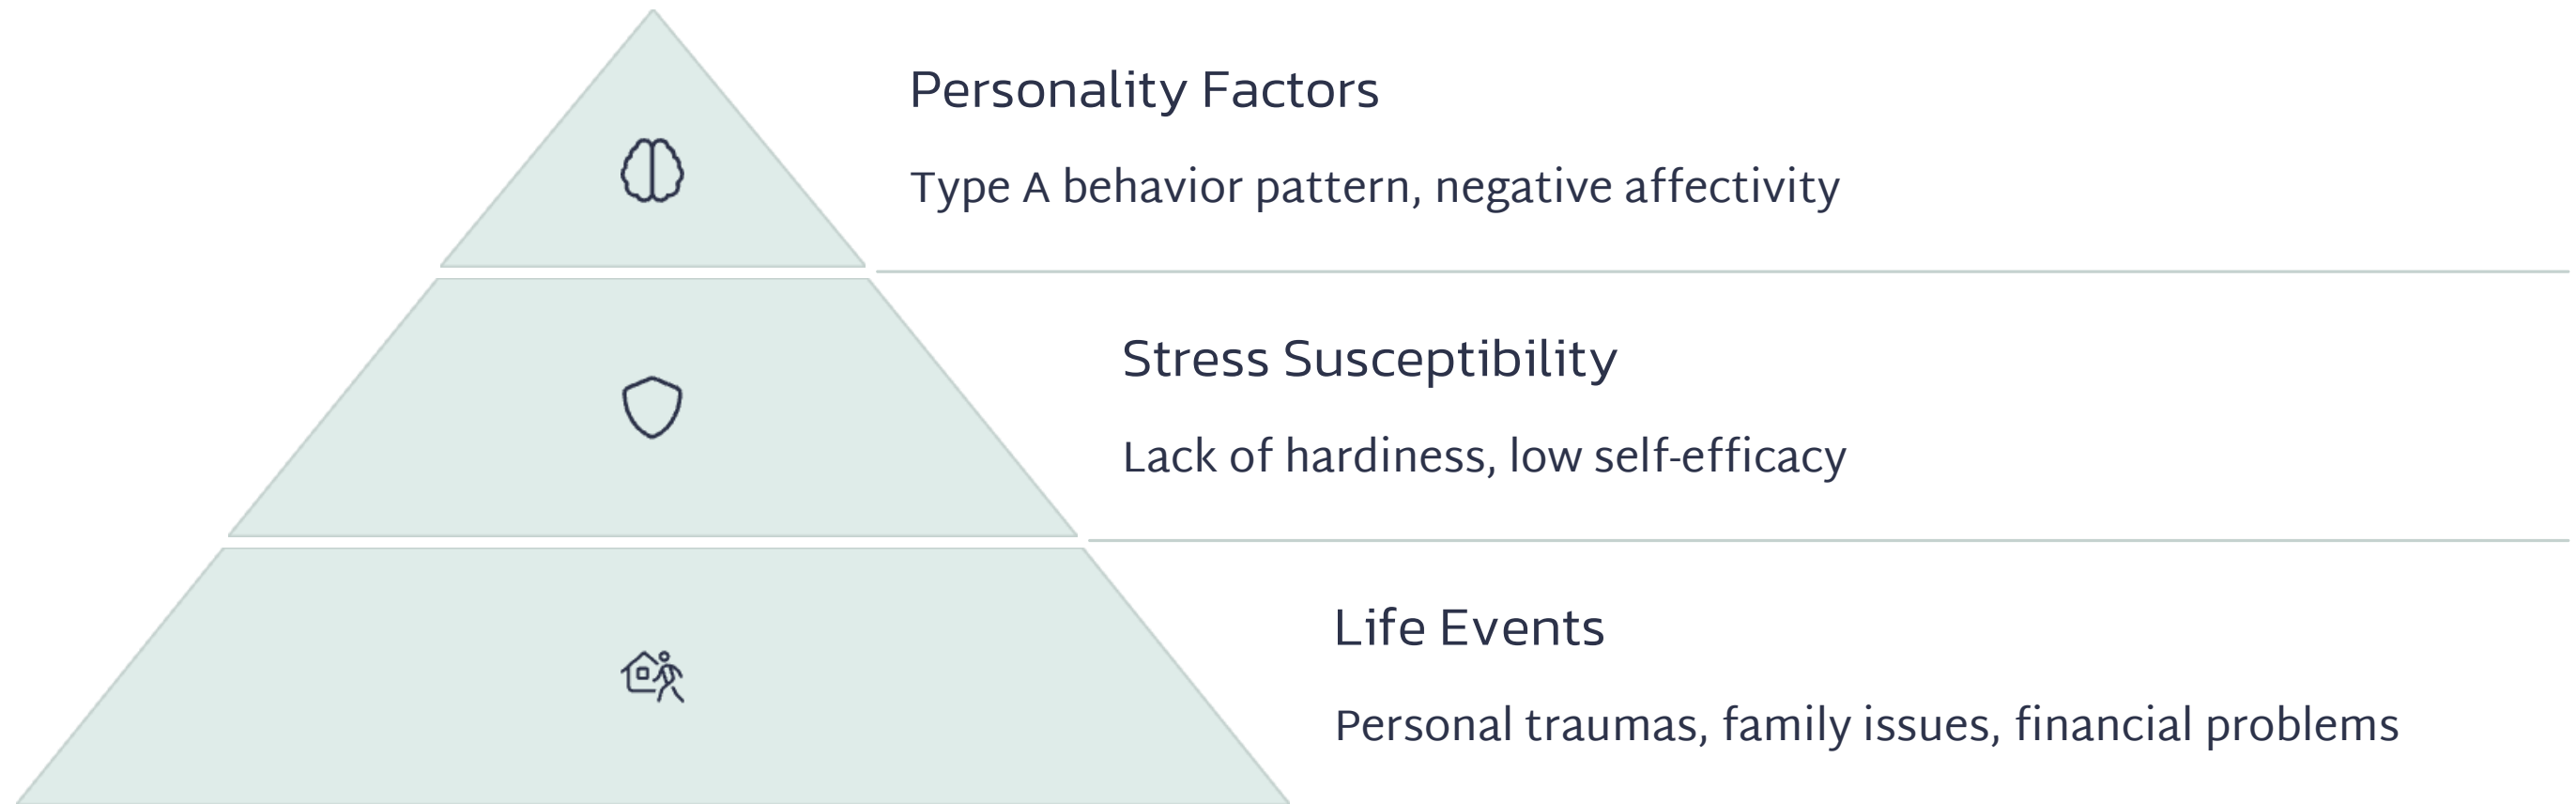 Personality Factors
Type A behavior pattern, negative affectivity
Stress Susceptibility
Lack of hardiness, low self-efficacy
Life Events
Personal traumas, family issues, financial problems